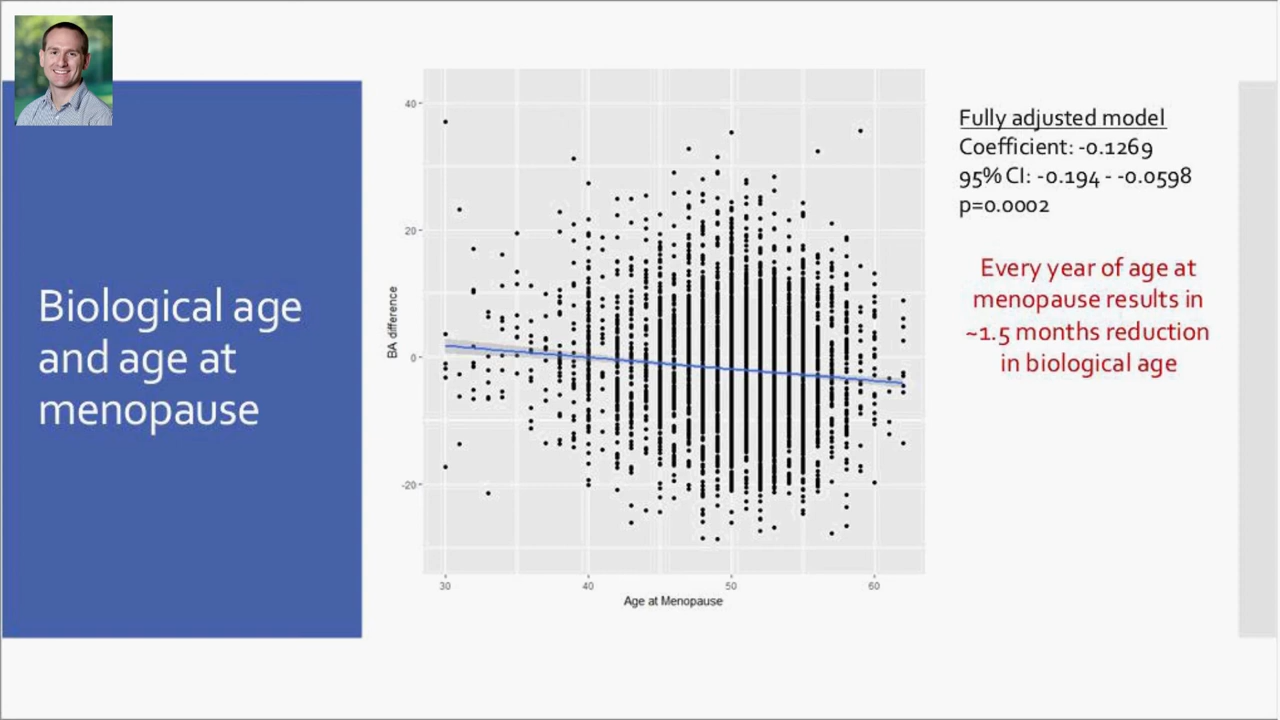 Biological age
and age at
menopause
40
20
0
-20
BA difference
30
40
50
60
Age at Menopause
Fully adjusted model
Coefficient: -0.1269
95% CI: -0.194 - -0.0598
p=0.0002
Every year of age at
menopause results in
~1.5 months reduction
in biological age